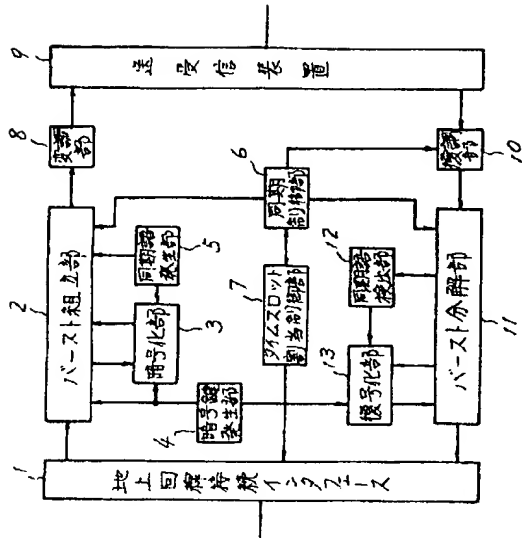 1
地上回線接続インタフェース
2
バースト組立部
3
暗号化部
4
暗号鍵
発生部
5
同期語
発生部
6
同期
制御部
7
タイムスロット
割当制御部
8
変調
部
9
送受信装置
10
復調
部
11
バースト分解部
12
同期語
検出部
13
復号化部